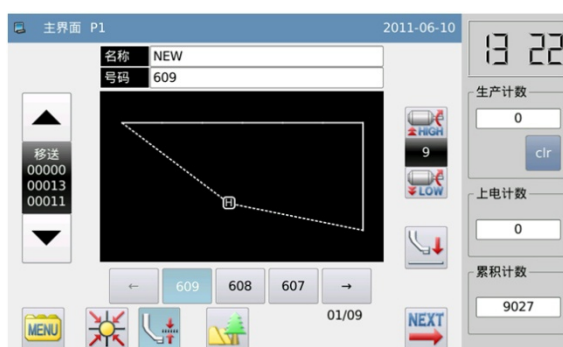 主界面 P1
2011-06-10
13 22
名称 NEW
号码 609
生产计数
0
clr
移送
00000
00013
00011
HIGH
9
LOW
H
上电计数
0
累积计数
9027
← 609 608 607 →
01/09
MENU
NEXT